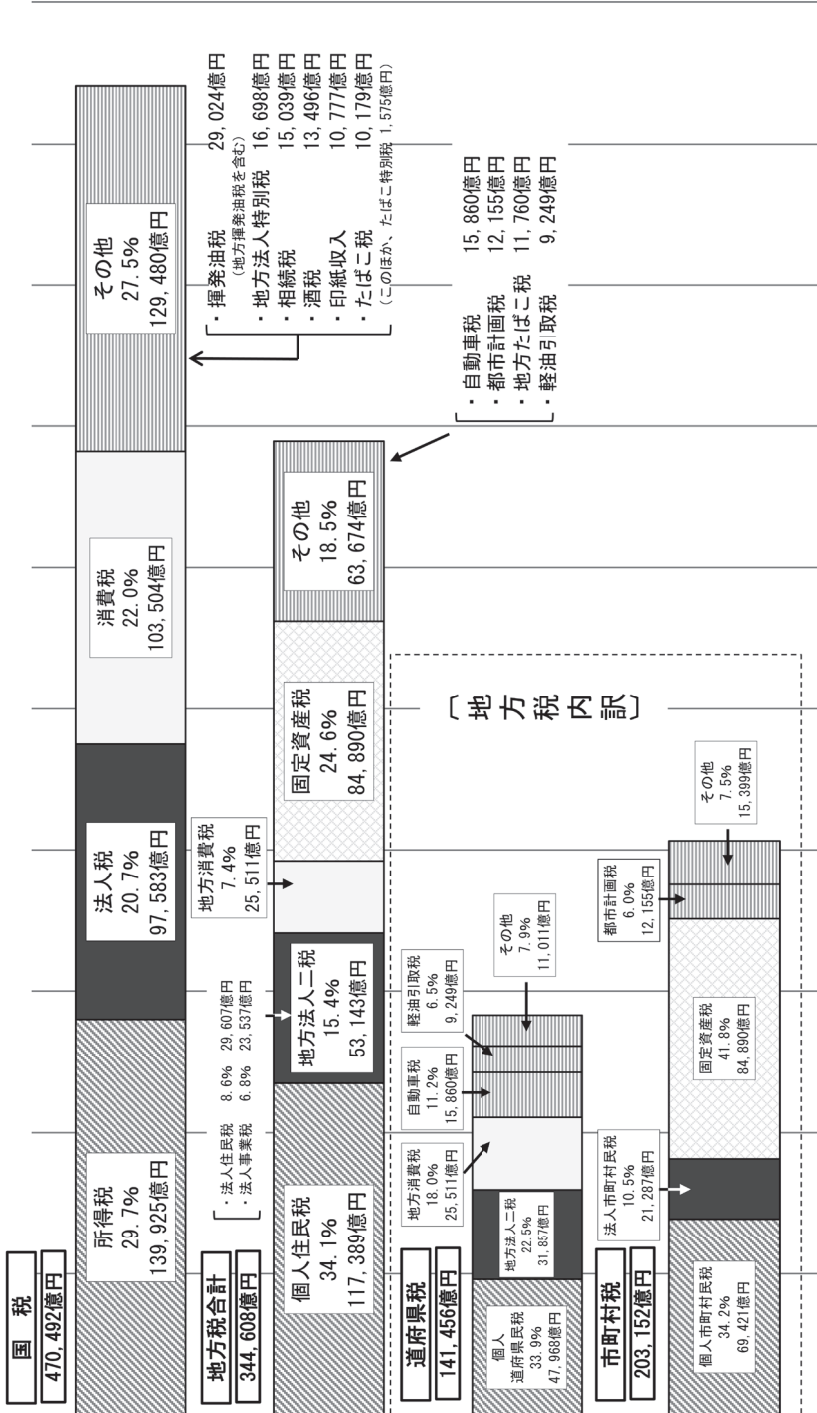 国 税
470,492億円
所得税
29.7%
139,925億円
法人税
20.7%
97,583億円
消費税
22.0%
103,504億円
その他
27.5%
129,480億円
・揮発油税 29,024億円
(地方揮発油税を含む)
・地方法人特別税 16,698億円
・相続税 15,039億円
・酒税 13,496億円
・印紙収入 10,777億円
・たばこ税 10,179億円
(このほか、たばこ特別税 1,575億円)
地方税合計
344,608億円
・法人住民税 8.6% 29,607億円
・法人事業税 6.8% 23,537億円
個人住民税
34.1%
117,389億円
地方法人二税
15.4%
53,143億円
地方消費税
7.4%
25,511億円
固定資産税
24.6%
84,890億円
その他
18.5%
63,674億円
・自動車税 15,860億円
・都市計画税 12,155億円
・地方たばこ税 11,760億円
・軽油引取税 9,249億円
〔地方税内訳〕
道府県税
141,456億円
個人
道府県民税
33.9%
47,968億円
地方法人二税
22.5%
31,857億円
地方消費税
18.0%
25,511億円
自動車税
11.2%
15,860億円
軽油引取税
6.5%
9,249億円
その他
7.9%
11,011億円
市町村税
203,152億円
個人市町村民税
34.2%
69,421億円
法人市町村民税
10.5%
21,287億円
固定資産税
41.8%
84,890億円
都市計画税
6.0%
12,155億円
その他
7.5%
15,399億円